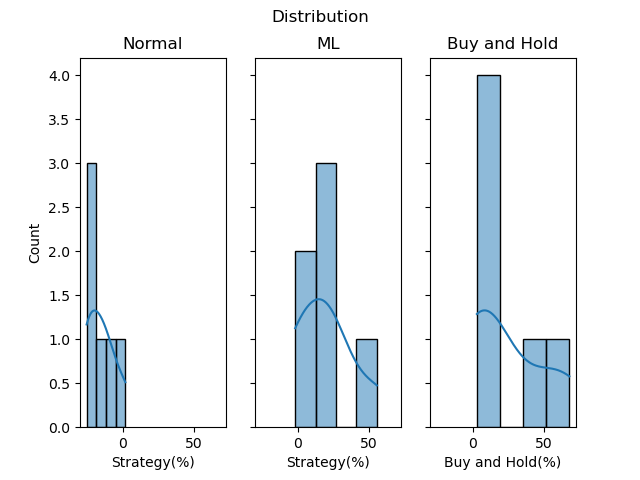 Distribution
Normal
ML
Buy and Hold
4.0
3.5
3.0
2.5
2.0
1.5
1.0
0.5
0.0
Count
0 50
0 50
0 50
Strategy(%)
Strategy(%)
Buy and Hold(%)